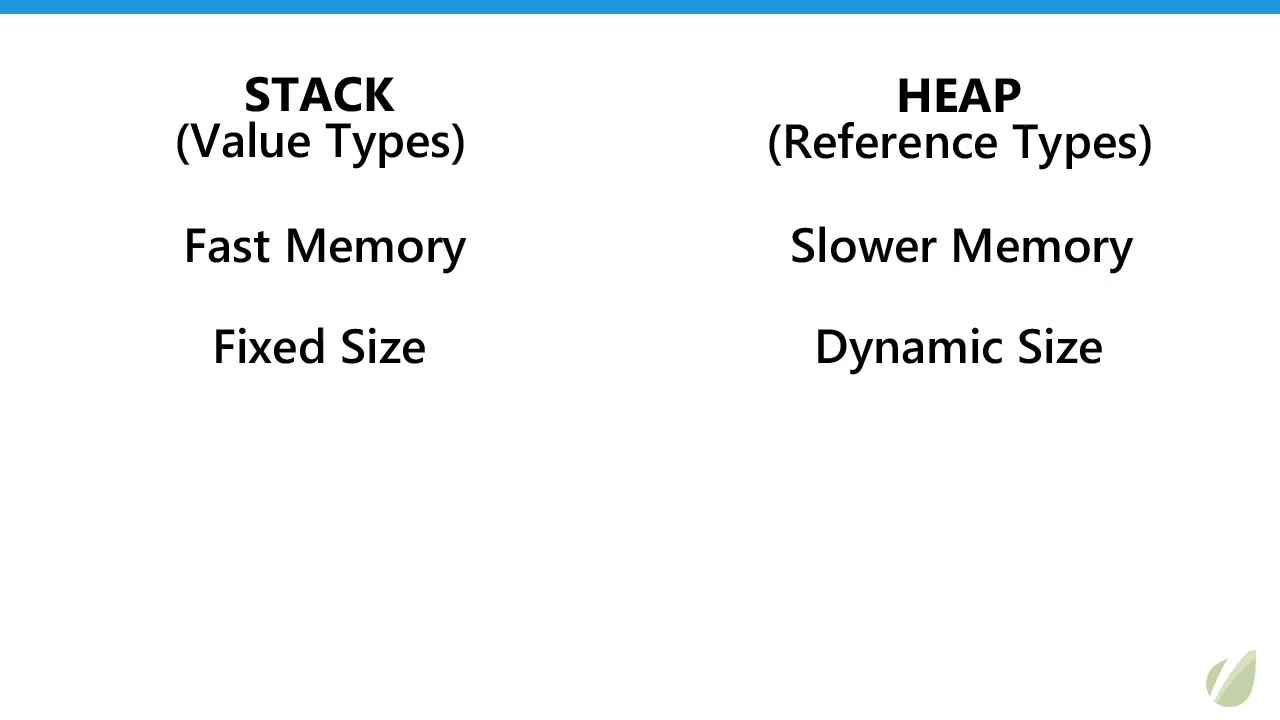 STACK
(Value Types)
Fast Memory
Fixed Size
HEAP
(Reference Types)
Slower Memory
Dynamic Size